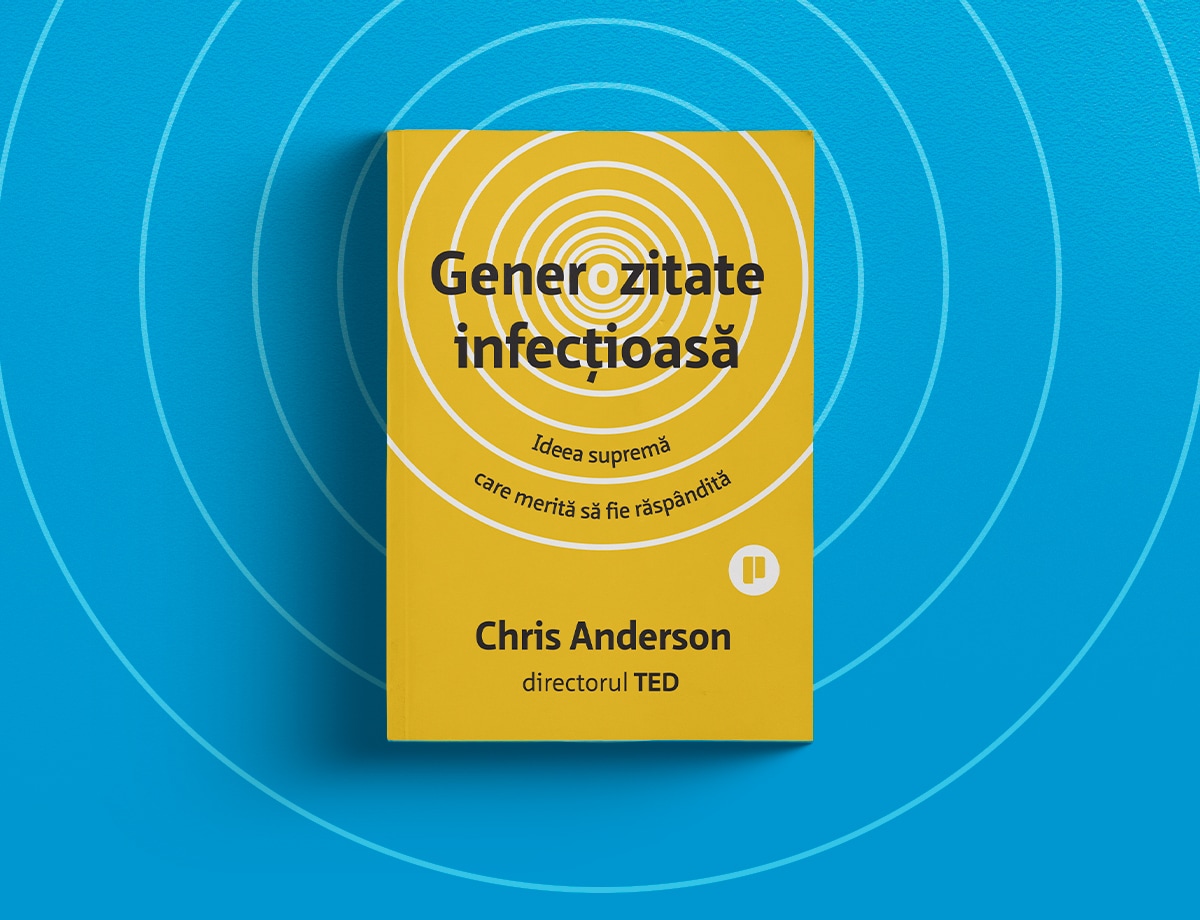 Generozitate
infecțioasă
Ideea supremă
care merită să fie răspândită
Chris Anderson
directorul TED